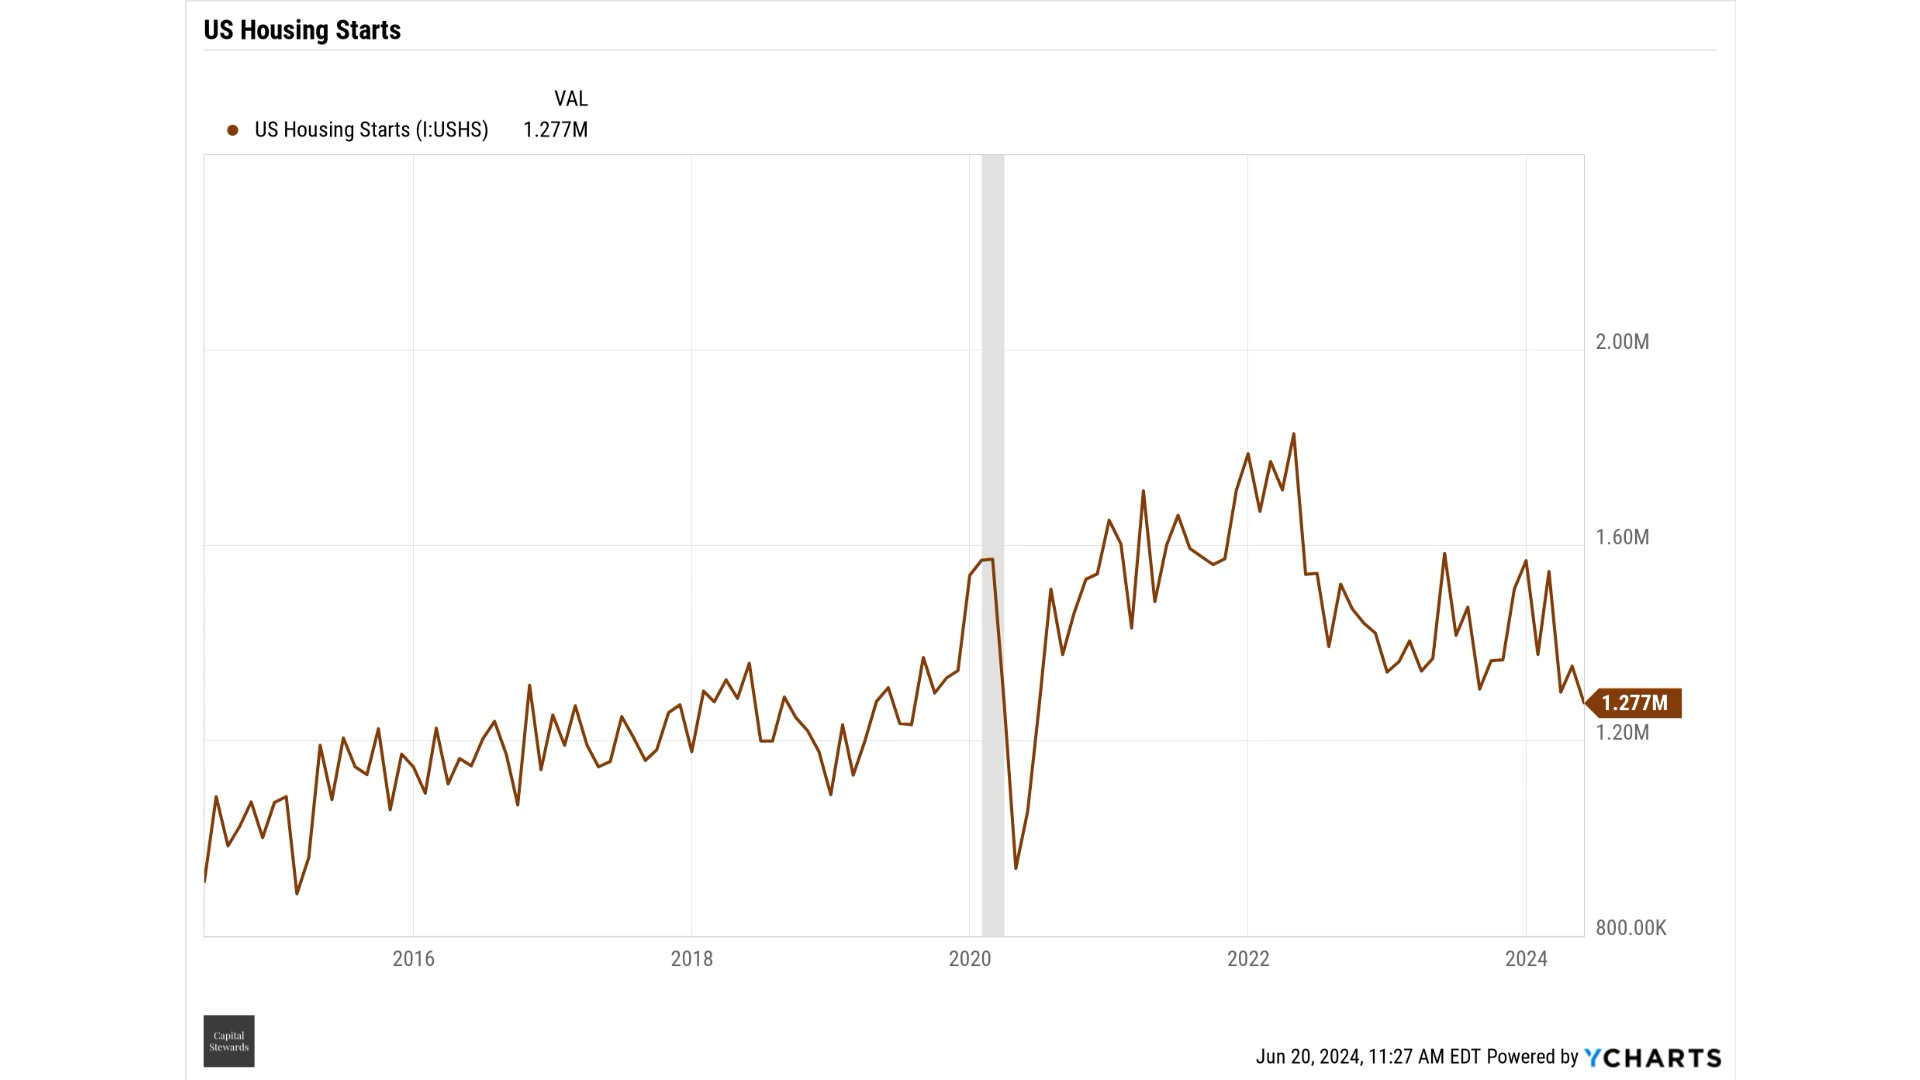 US Housing Starts
VAL
US Housing Starts (I:USHS) 1.277M
2.00M
1.60M
1.277M
1.20M
800.00K
2016 2018 2020 2022 2024
Capital
Stewards
Jun 20, 2024, 11:27 AM EDT Powered by YCHARTS